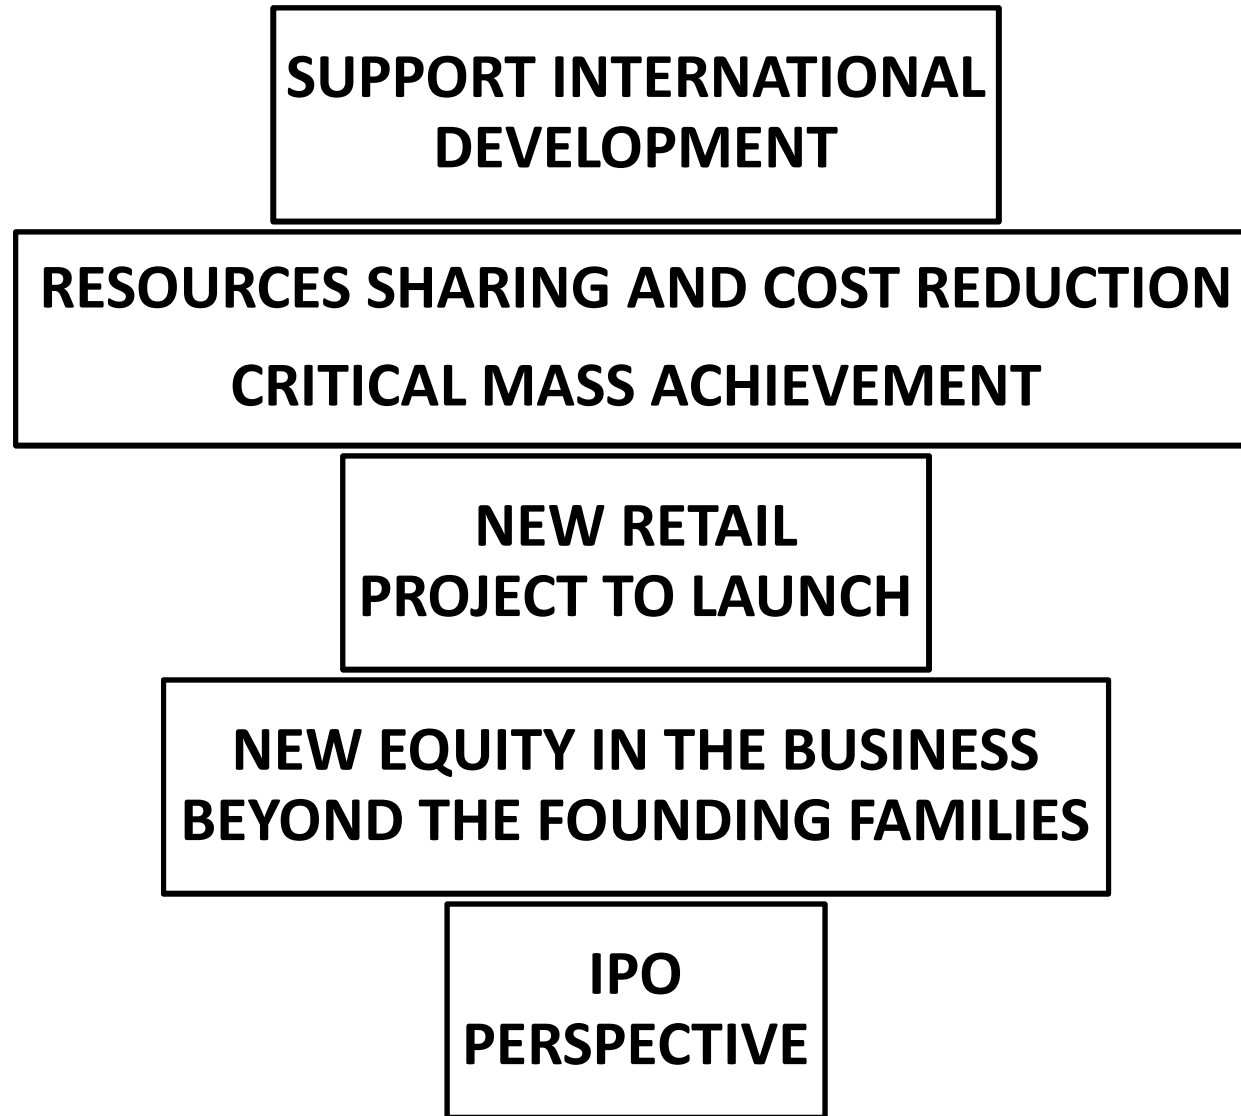 SUPPORT INTERNATIONAL
DEVELOPMENT
RESOURCES SHARING AND COST REDUCTION
CRITICAL MASS ACHIEVEMENT
NEW RETAIL
PROJECT TO LAUNCH
NEW EQUITY IN THE BUSINESS
BEYOND THE FOUNDING FAMILIES
IPO
PERSPECTIVE